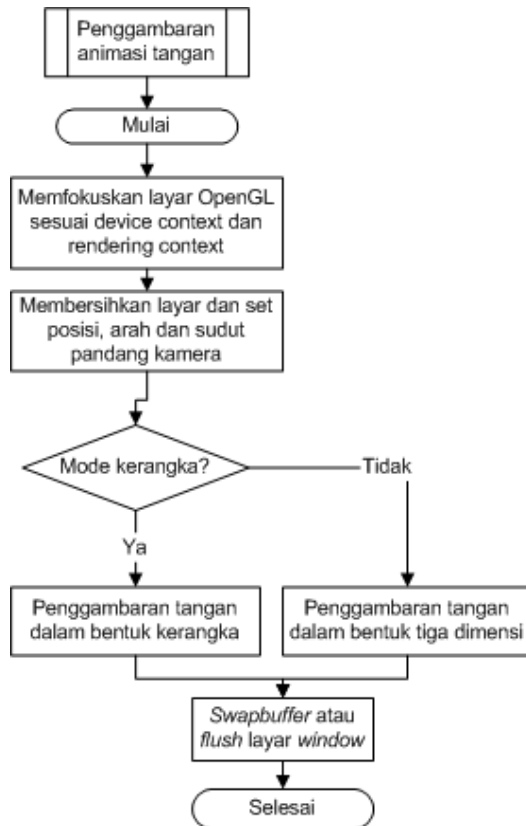 Penggambaran
animasi tangan
Mulai
Memfokuskan layar OpenGL
sesuai device context dan
rendering context
Membersihkan layar dan set
posisi, arah dan sudut
pandang kamera
Mode kerangka?
Tidak
Ya
Penggambaran tangan
dalam bentuk kerangka
Penggambaran tangan
dalam bentuk tiga dimensi
Swapbuffer atau
flush layar window
Selesai